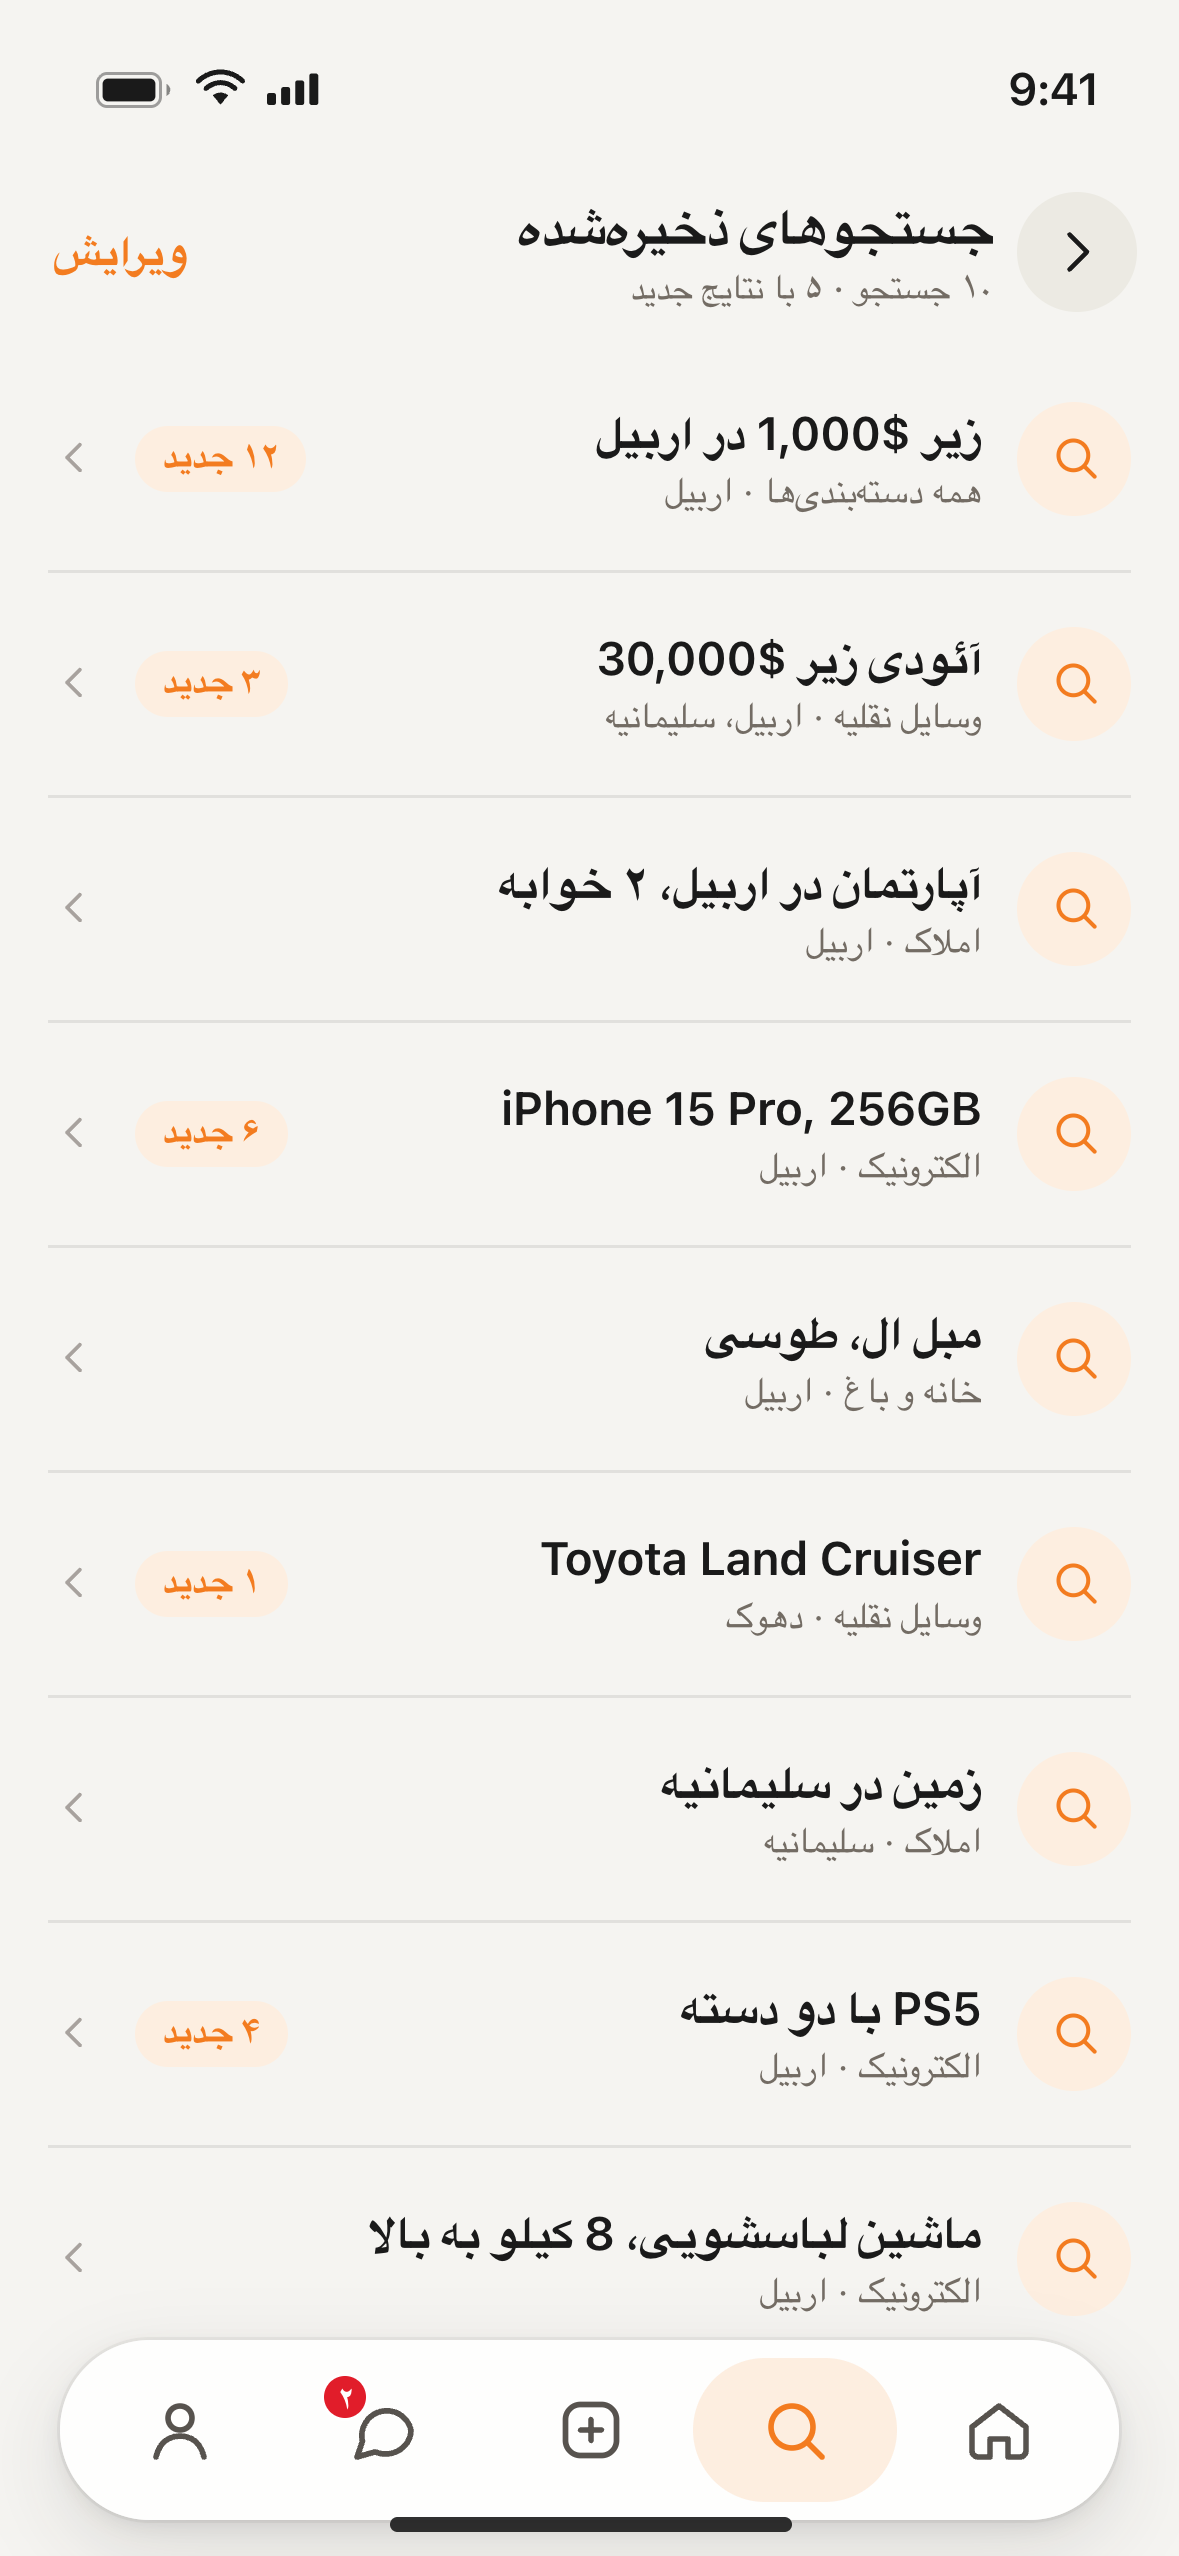 9:41
جستجوهای ذخیره‌شده
۱۰ جستجو · ۵ با نتایج جدید
ویرایش
زیر $1,000 در اربیل
همه دسته‌بندی‌ها · اربیل
۱۲ جدید
آئودی زیر $30,000
وسایل نقلیه · اربیل، سلیمانیه
۳ جدید
آپارتمان در اربیل، ۲ خوابه
املاک · اربیل
iPhone 15 Pro, 256GB
الکترونیک · اربیل
۶ جدید
مبل ال، طوسی
خانه و باغ · اربیل
Toyota Land Cruiser
وسایل نقلیه · دهوک
۱ جدید
زمین در سلیمانیه
املاک · سلیمانیه
PS5 با دو دسته
الکترونیک · اربیل
۴ جدید
ماشین لباسشویی، 8 کیلو به بالا
الکترونیک · اربیل
۲